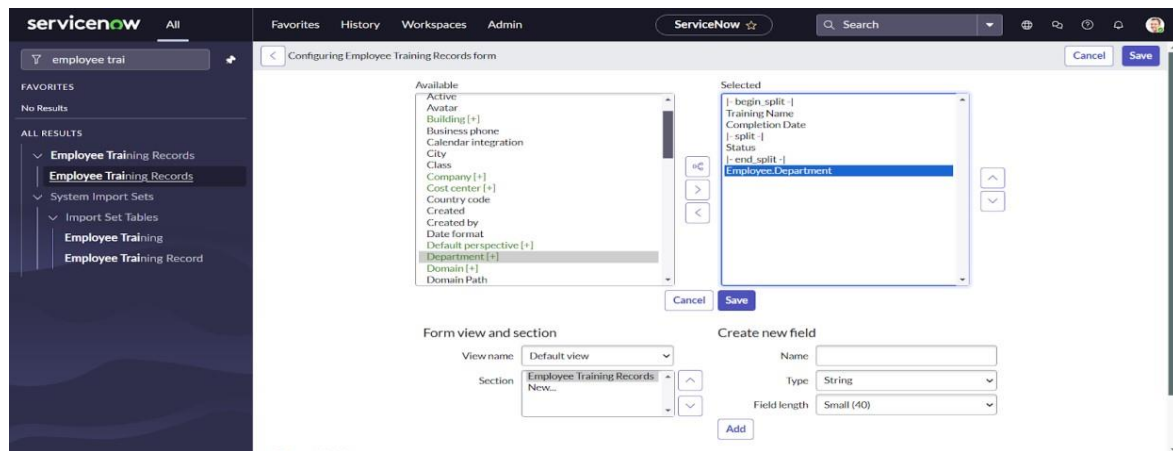 servicenow All Favorites History Workspaces Admin ServiceNow Search
employee trai
FAVORITES
No Results
ALL RESULTS
Employee Training Records
Employee Training Records
System Import Sets
Import Set Tables
Employee Training
Employee Training Record
Configuring Employee Training Records form Cancel Save
Available
Active
Avatar
Building [+]
Business phone
Calendar integration
City
Class
Company [+]
Cost center [+]
Country code
Created
Created by
Date format
Default perspective [+]
Department [+]
Domain [+]
Domain Path
Selected
|- begin_split -|
Training Name
Completion Date
|- split -|
Status
|- end_split -|
Employee.Department
Cancel Save
Form view and section
View name Default view
Section Employee Training Records
New...
Create new field
Name
Type String
Field length Small (40)
Add